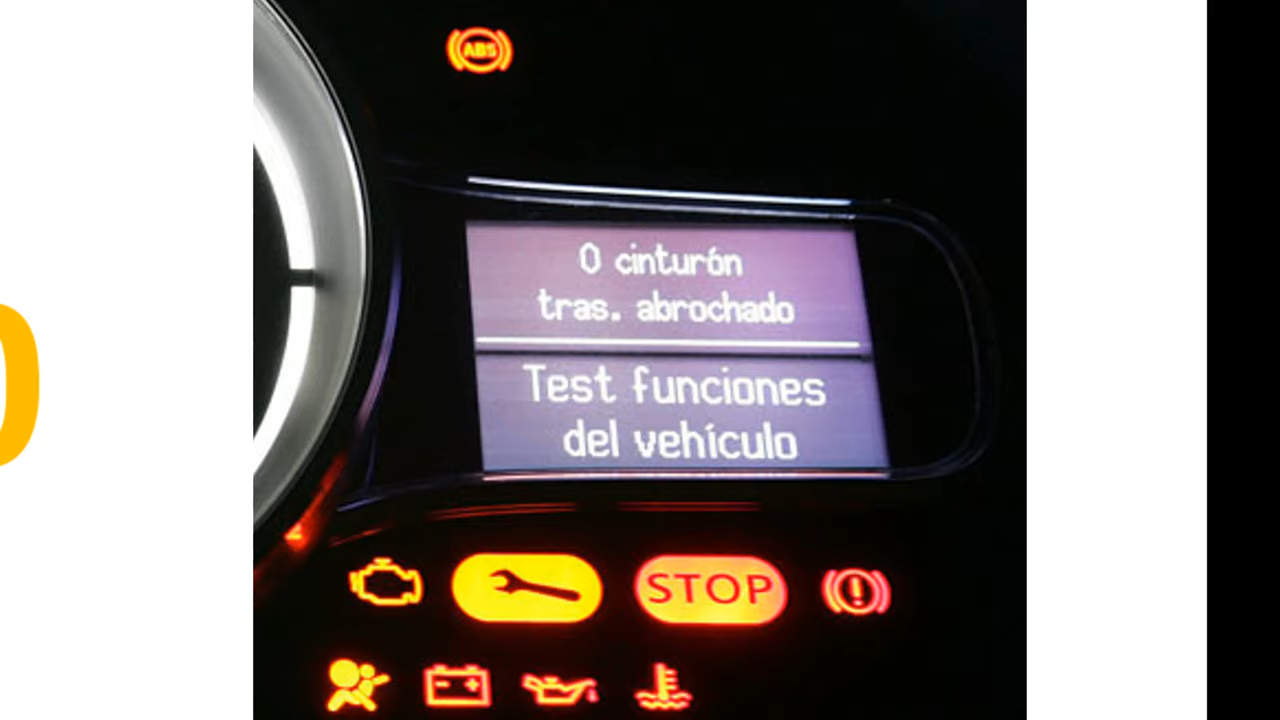 ABS
0 cinturón
tras. abrochado
Test funciones
del vehículo
STOP